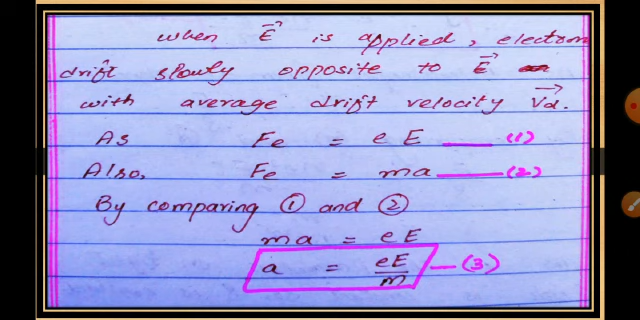 when E→ is applied, electron
drift slowly opposite to E→
with average drift velocity Vd→.
As Fe = eE —— (1)
Also, Fe = ma —— (2)
By comparing ① and ②
ma = eE
a = eE/m — (3)